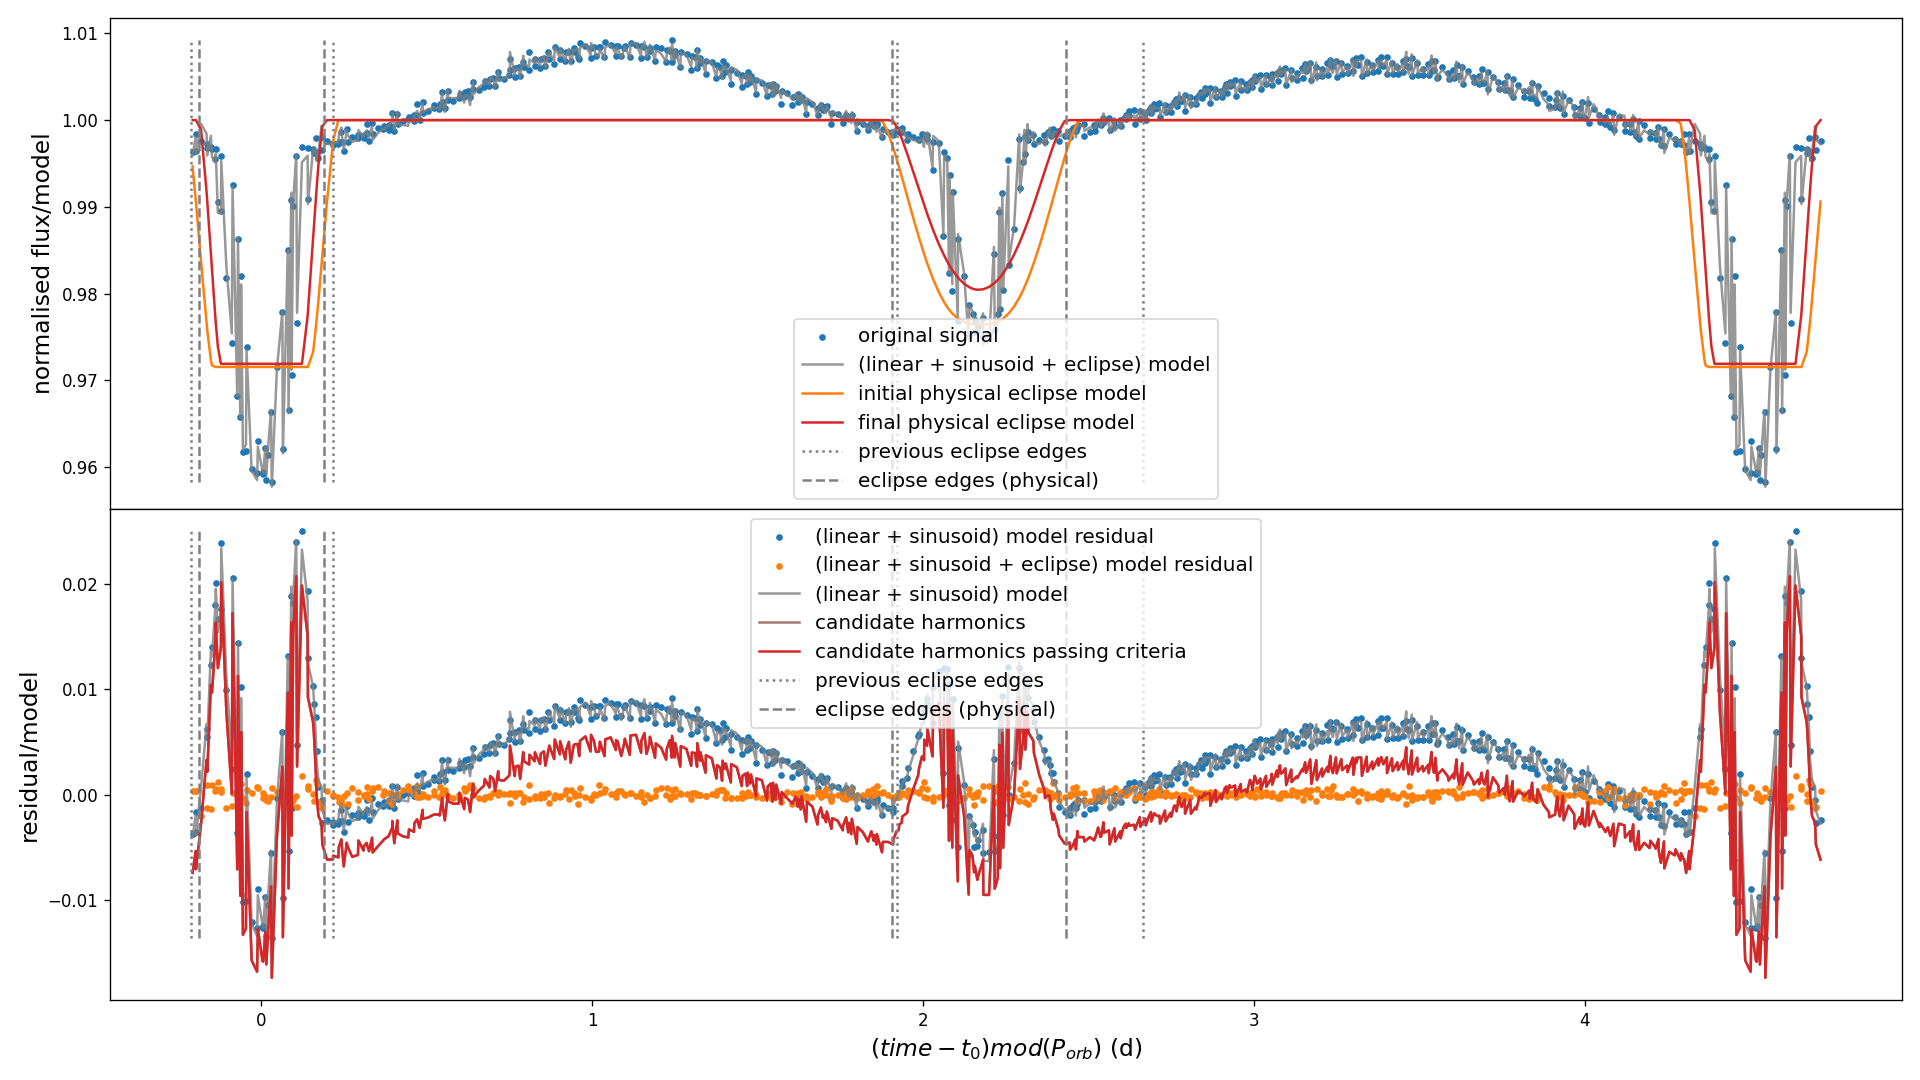 normalised flux/model
1.01
1.00
0.99
0.98
0.97
0.96
original signal
(linear + sinusoid + eclipse) model
initial physical eclipse model
final physical eclipse model
previous eclipse edges
eclipse edges (physical)
residual/model
0.02
0.01
0.00
−0.01
(linear + sinusoid) model residual
(linear + sinusoid + eclipse) model residual
(linear + sinusoid) model
candidate harmonics
candidate harmonics passing criteria
previous eclipse edges
eclipse edges (physical)
0 1 2 3 4
(time − t₀)mod(P_orb) (d)